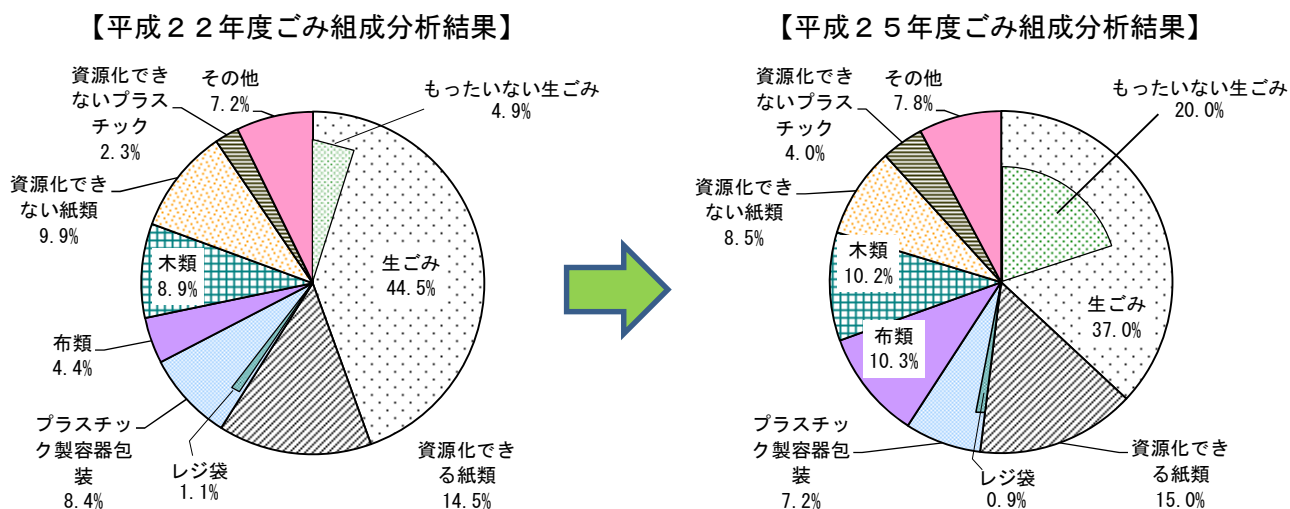 【平成２２年度ごみ組成分析結果】
資源化でき
ないプラス
チック
2.3%
その他
7.2%
もったいない生ごみ
4.9%
資源化でき
ない紙類
9.9%
木類
8.9%
生ごみ
44.5%
布類
4.4%
プラスチッ
ク製容器包
装
8.4%
レジ袋
1.1%
資源化でき
る紙類
14.5%
【平成２５年度ごみ組成分析結果】
資源化でき
ないプラス
チック
4.0%
その他
7.8%
もったいない生ごみ
20.0%
資源化でき
ない紙類
8.5%
木類
10.2%
生ごみ
37.0%
布類
10.3%
プラスチッ
ク製容器包
装
7.2%
レジ袋
0.9%
資源化でき
る紙類
15.0%